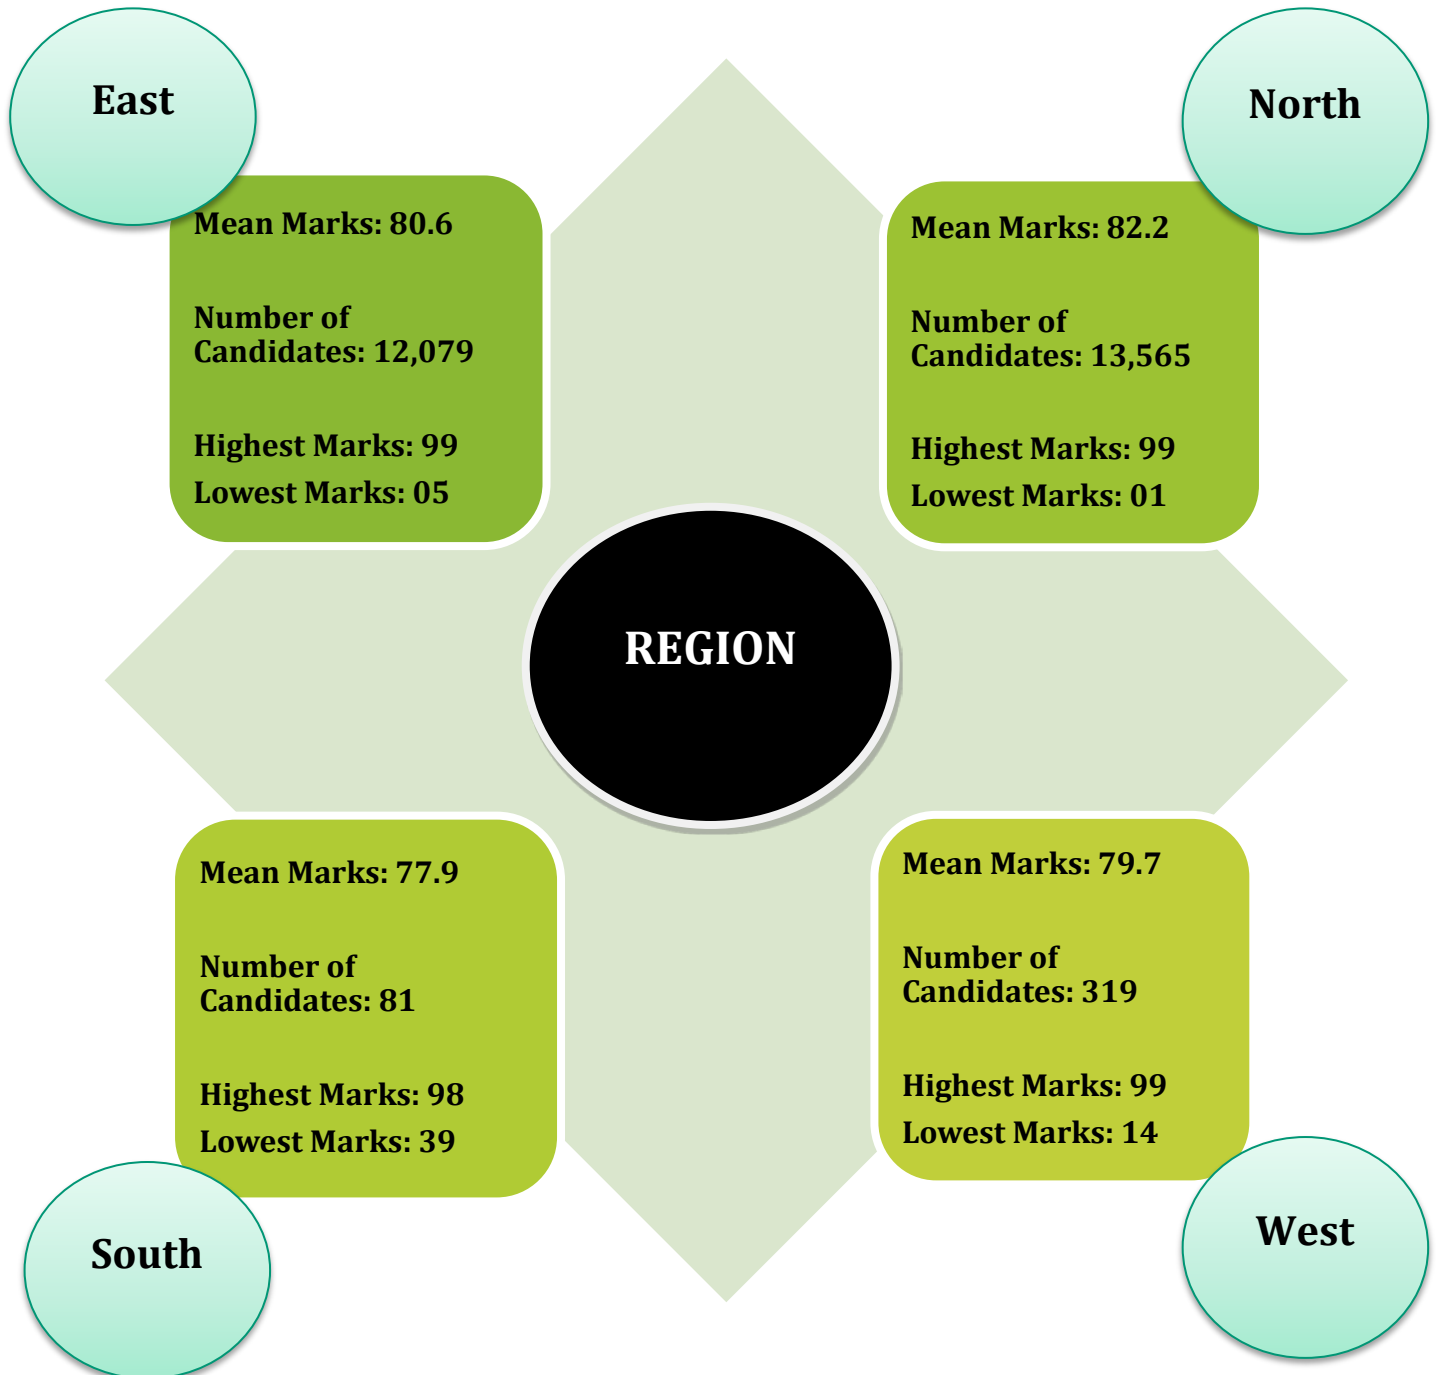 East
Mean Marks: 80.6
Number of
Candidates: 12,079
Highest Marks: 99
Lowest Marks: 05
North
Mean Marks: 82.2
Number of
Candidates: 13,565
Highest Marks: 99
Lowest Marks: 01
REGION
Mean Marks: 77.9
Number of
Candidates: 81
Highest Marks: 98
Lowest Marks: 39
South
Mean Marks: 79.7
Number of
Candidates: 319
Highest Marks: 99
Lowest Marks: 14
West